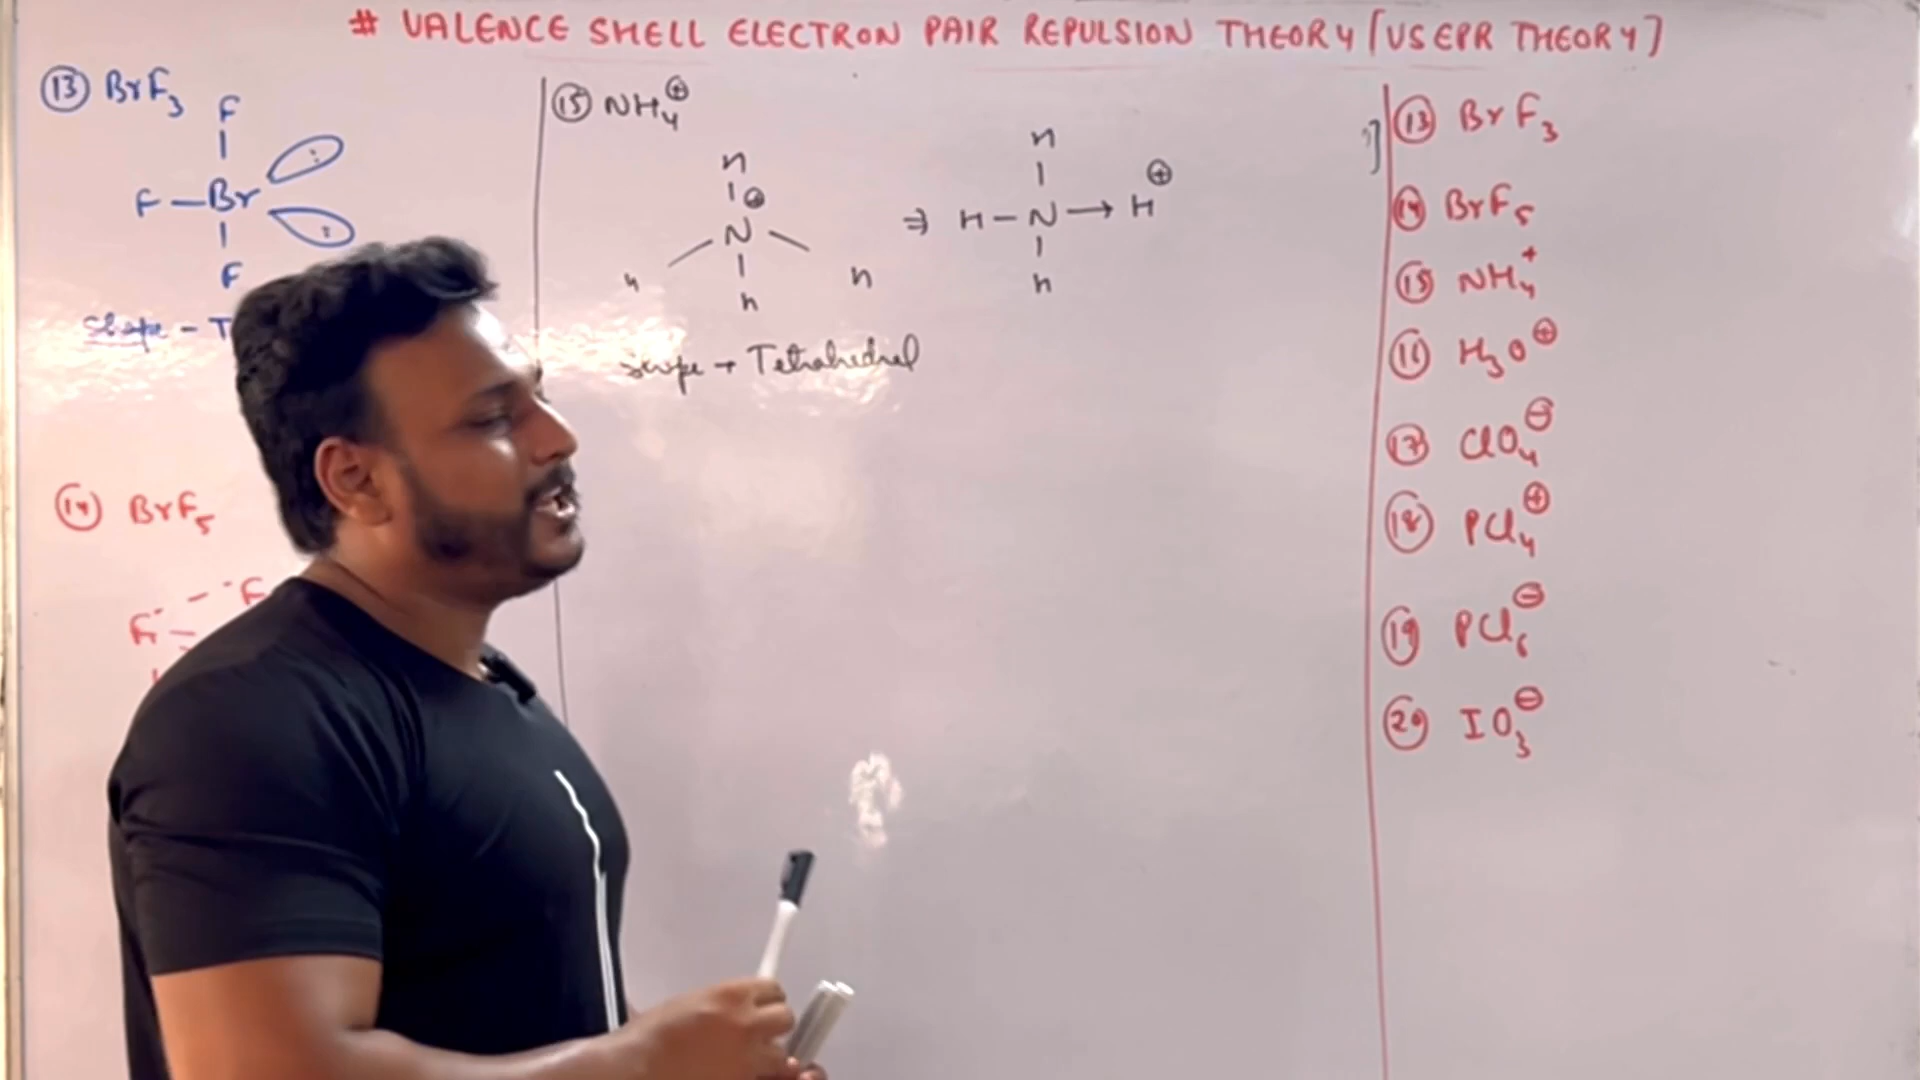 # VALENCE SHELL ELECTRON PAIR REPULSION THEORY [VSEPR THEORY]
⑬ BrF₃
F
F – Br
F
Shape – T
⑭ BrF₅
F
F
⑮ NH₄⊕
H
⊕
N
H H
H
⇒ H – N → H ⊕
H
H
Shape → Tetrahedral
⑬ BrF₃
⑭ BrF₅
⑮ NH₄⁺
⑯ H₃O⊕
⑰ ClO₄⊖
⑱ PCl₄⊕
⑲ PCl₆⊖
⑳ IO₃⊖